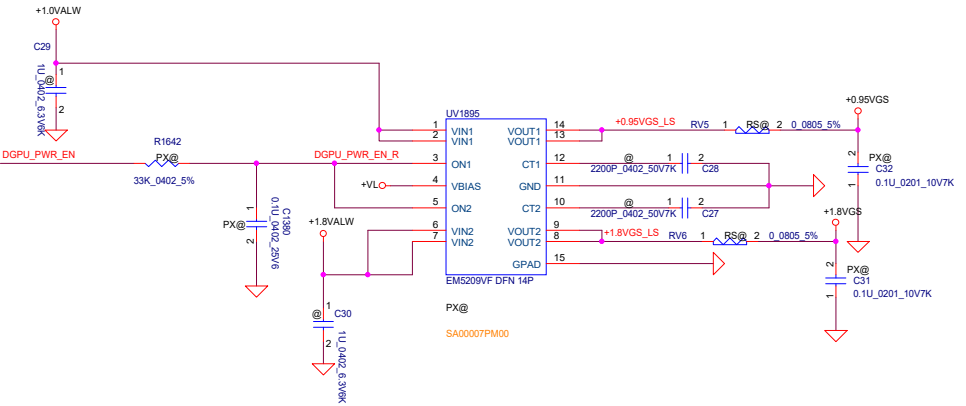 +1.0VALW
C29
1
@
2
1U_0402_6.3V6K
UV1895
1
2
3
4
5
6
7
VIN1
VIN1
ON1
VBIAS
ON2
VIN2
VIN2
VOUT1
VOUT1
CT1
GND
CT2
VOUT2
VOUT2
GPAD
14
13
12
11
10
9
8
15
EM5209VF DFN 14P
PX@
SA00007PM00
DGPU_PWR_EN
R1642
PX@
33K_0402_5%
DGPU_PWR_EN_R
+VL
1
PX@
2
C1380
0.1U_0402_25V6
+1.8VALW
1
@
C30
2
1U_0402_6.3V6K
+0.95VGS_LS
RV5
1
RS@
2
0_0805_5%
+0.95VGS
@
1
2
2200P_0402_50V7K
C28
@
1
2
2200P_0402_50V7K
C27
2
PX@
C32
1
0.1U_0201_10V7K
+1.8VGS_LS
RV6
1
RS@
2
0_0805_5%
+1.8VGS
2
PX@
C31
1
0.1U_0201_10V7K